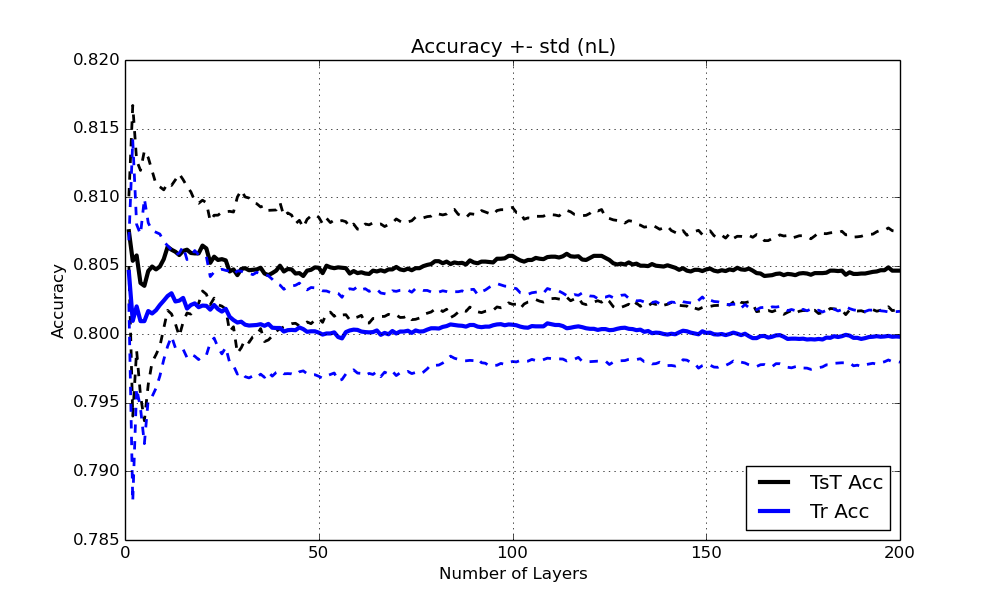 Accuracy +- std (nL)
0.820
0.815
0.810
0.805
0.800
0.795
0.790
0.785
Accuracy
0 50 100 150 200
Number of Layers
TsT Acc
Tr Acc